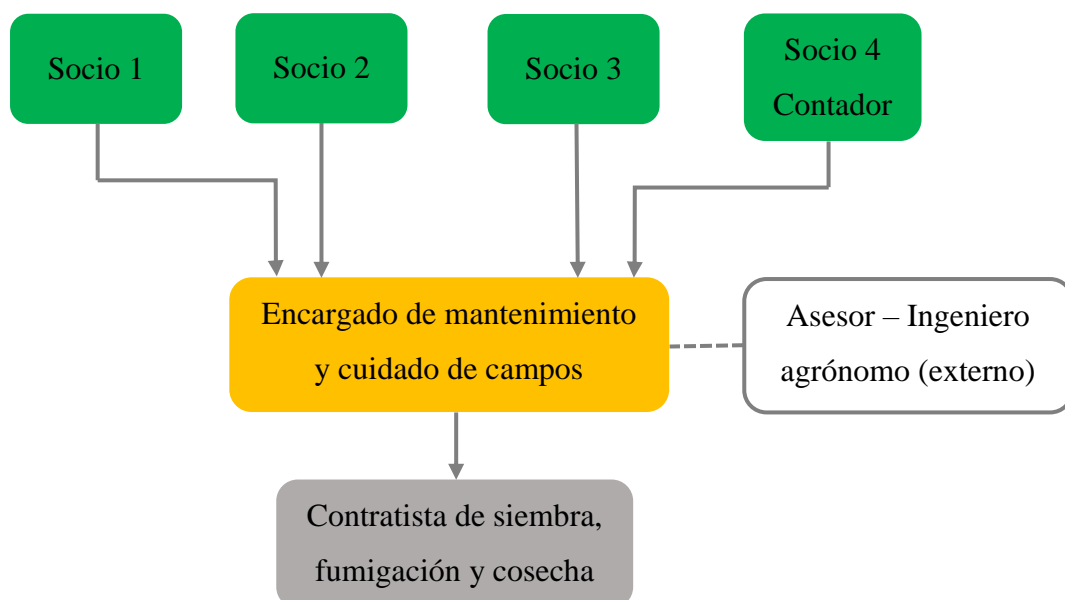 Socio 1
Socio 2
Socio 3
Socio 4
Contador
Encargado de mantenimiento
y cuidado de campos
Asesor – Ingeniero
agrónomo (externo)
Contratista de siembra,
fumigación y cosecha